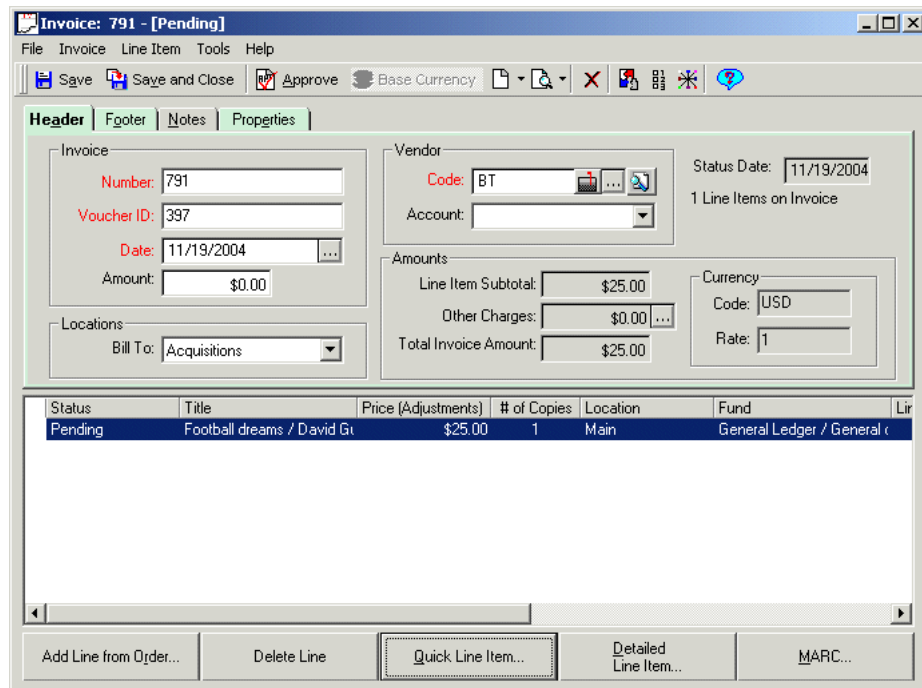 Invoice: 791 - [Pending]
File Invoice Line Item Tools Help
Save Save and Close Approve Base Currency
Header Footer Notes Properties
Invoice
Number: 791
Voucher ID: 397
Date: 11/19/2004 ...
Amount: $0.00
Locations
Bill To: Acquisitions
Vendor
Code: BT ...
Account:
Status Date: 11/19/2004
1 Line Items on Invoice
Amounts
Line Item Subtotal: $25.00
Other Charges: $0.00 ...
Total Invoice Amount: $25.00
Currency
Code: USD
Rate: 1
Status Title Price (Adjustments) # of Copies Location Fund Lir
Pending Football dreams / David Gu $25.00 1 Main General Ledger / General
Add Line from Order... Delete Line Quick Line Item... Detailed Line Item... MARC...